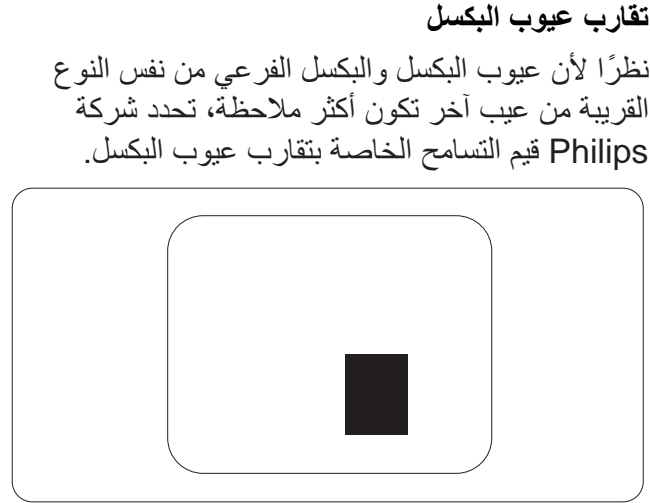 تقارب عيوب البكسل
نظرًا لأن عيوب البكسل والبكسل الفرعي من نفس النوع
القريبة من عيب آخر تكون أكثر ملاحظة، تحدد شركة
Philips قيم التسامح الخاصة بتقارب عيوب البكسل.